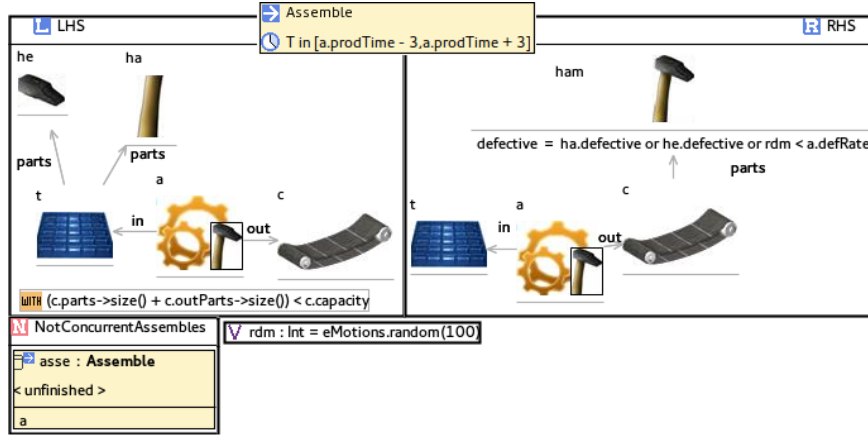 Assemble
T in [a.prodTime - 3,a.prodTime + 3]
L LHS
R RHS
he
ha
parts
parts
t
a
c
in
out
WITH (c.parts->size() + c.outParts->size()) < c.capacity
ham
defective = ha.defective or he.defective or rdm < a.defRate
parts
t
a
c
in
out
N NotConcurrentAssembles
asse : Assemble
< unfinished >
a
V rdm : Int = eMotions.random(100)